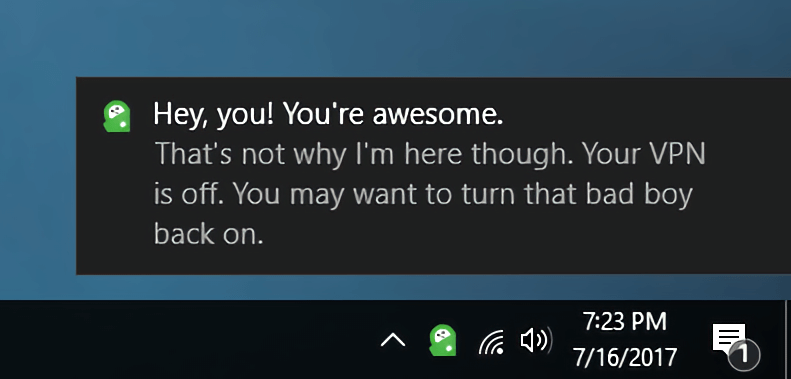 Hey, you! You're awesome.
That's not why I'm here though. Your VPN
is off. You may want to turn that bad boy
back on.
7:23 PM
7/16/2017
1